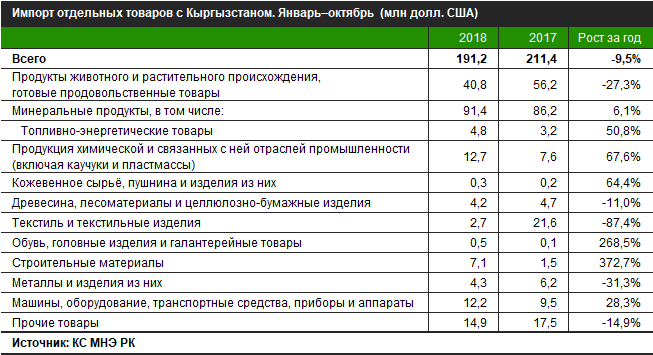 Импорт отдельных товаров с Кыргызстаном. Январь–октябрь (млн долл. США)
2018 2017 Рост за год
Всего 191,2 211,4 -9,5%
Продукты животного и растительного происхождения,
готовые продовольственные товары 40,8 56,2 -27,3%
Минеральные продукты, в том числе: 91,4 86,2 6,1%
Топливно-энергетические товары 4,8 3,2 50,8%
Продукция химической и связанных с ней отраслей промышленности
(включая каучуки и пластмассы) 12,7 7,6 67,6%
Кожевенное сырьё, пушнина и изделия из них 0,3 0,2 64,4%
Древесина, лесоматериалы и целлюлозно-бумажные изделия 4,2 4,7 -11,0%
Текстиль и текстильные изделия 2,7 21,6 -87,4%
Обувь, головные изделия и галантерейные товары 0,5 0,1 268,5%
Строительные материалы 7,1 1,5 372,7%
Металлы и изделия из них 4,3 6,2 -31,3%
Машины, оборудование, транспортные средства, приборы и аппараты 12,2 9,5 28,3%
Прочие товары 14,9 17,5 -14,9%
Источник: КС МНЭ РК